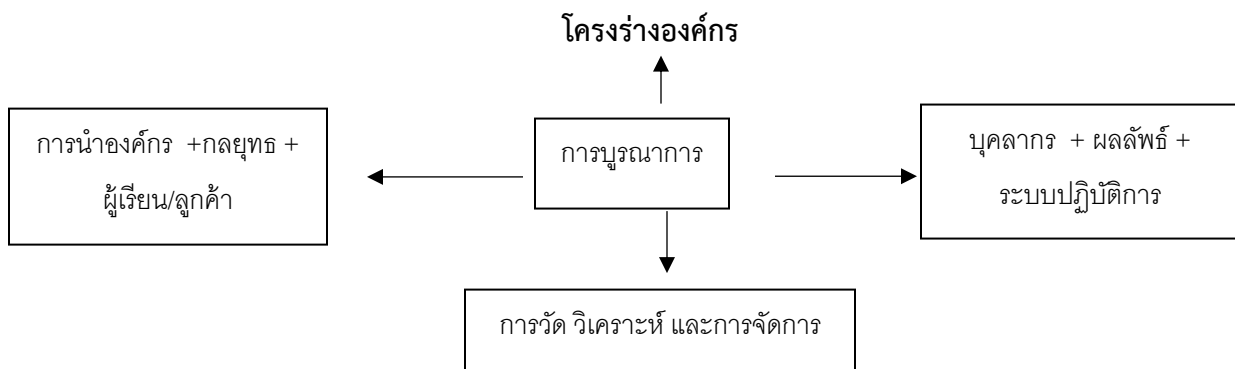 โครงร่างองค์กร
การนำองค์กร +กลยุทธ +
ผู้เรียน/ลูกค้า
การบูรณาการ
บุคลากร + ผลลัพธ์ +
ระบบปฏิบัติการ
การวัด วิเคราะห์ และการจัดการ